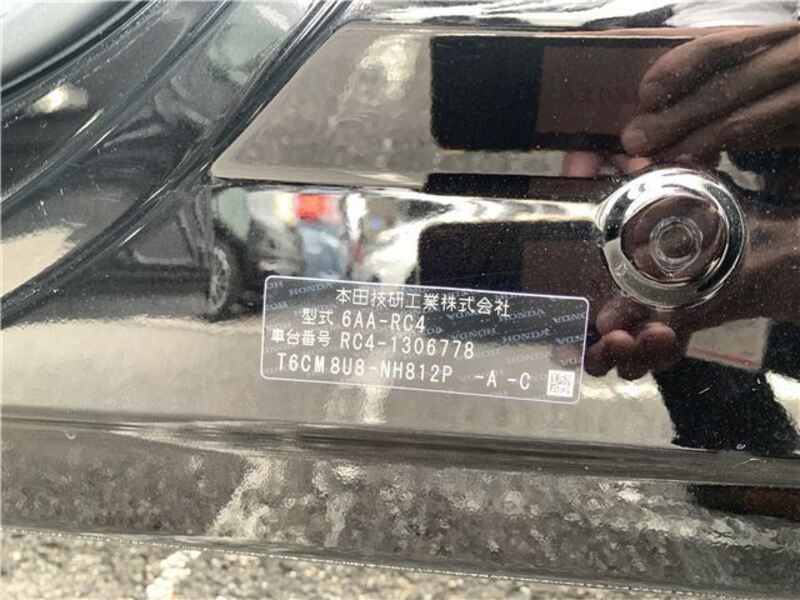 本田技研工業株式会社
型式 6AA-RC4
車台番号 RC4-1306778
T6CM8U8-NH812P -A-C